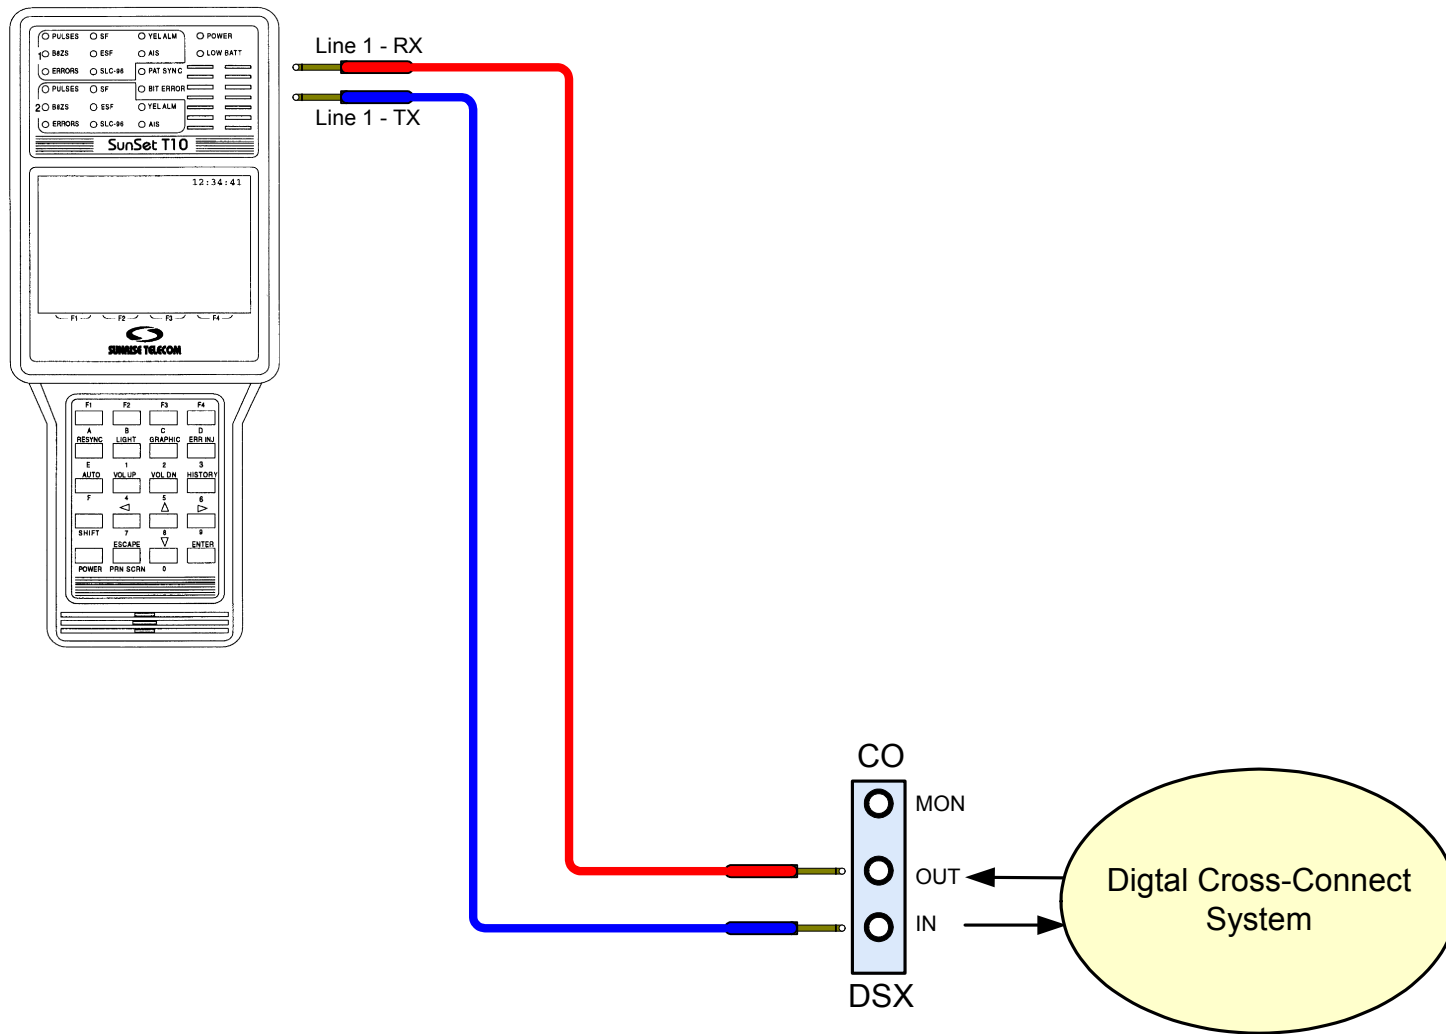 PULSES SF YEL ALM POWER
1 B8ZS ESF AIS LOW BATT
ERRORS SLC-96 PAT SYNC
PULSES SF BIT ERROR
2 B8ZS ESF YEL ALM
ERRORS SLC-96 AIS
SunSet T10
12:34:41
F1 F2 F3 F4
SUNRISE TELECOM
F1 F2 F3 F4
A B C D
RESYNC LIGHT GRAPHIC ERR INJ
E 1 2 3
AUTO VOL UP VOL DN HISTORY
F 4 5 6
SHIFT 7 8 9
ESCAPE ENTER
POWER PRN SCRN 0
Line 1 - RX
Line 1 - TX
CO
MON
OUT
IN
DSX
Digtal Cross-Connect
System